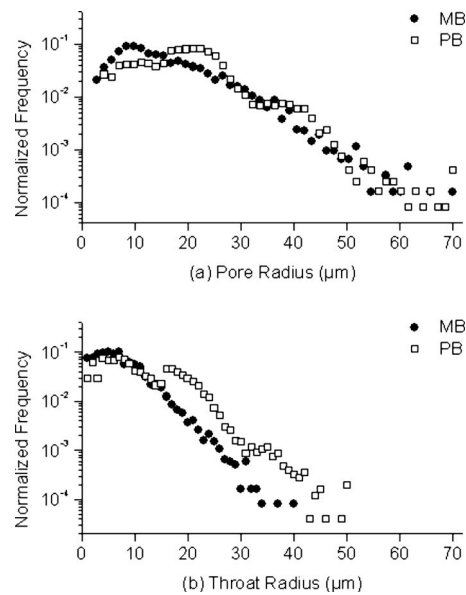 MB
PB
10⁻¹
10⁻²
10⁻³
10⁻⁴
Normalized Frequency
0 10 20 30 40 50 60 70
(a) Pore Radius (µm)
MB
PB
10⁻¹
10⁻²
10⁻³
10⁻⁴
Normalized Frequency
0 10 20 30 40 50 60 70
(b) Throat Radius (µm)